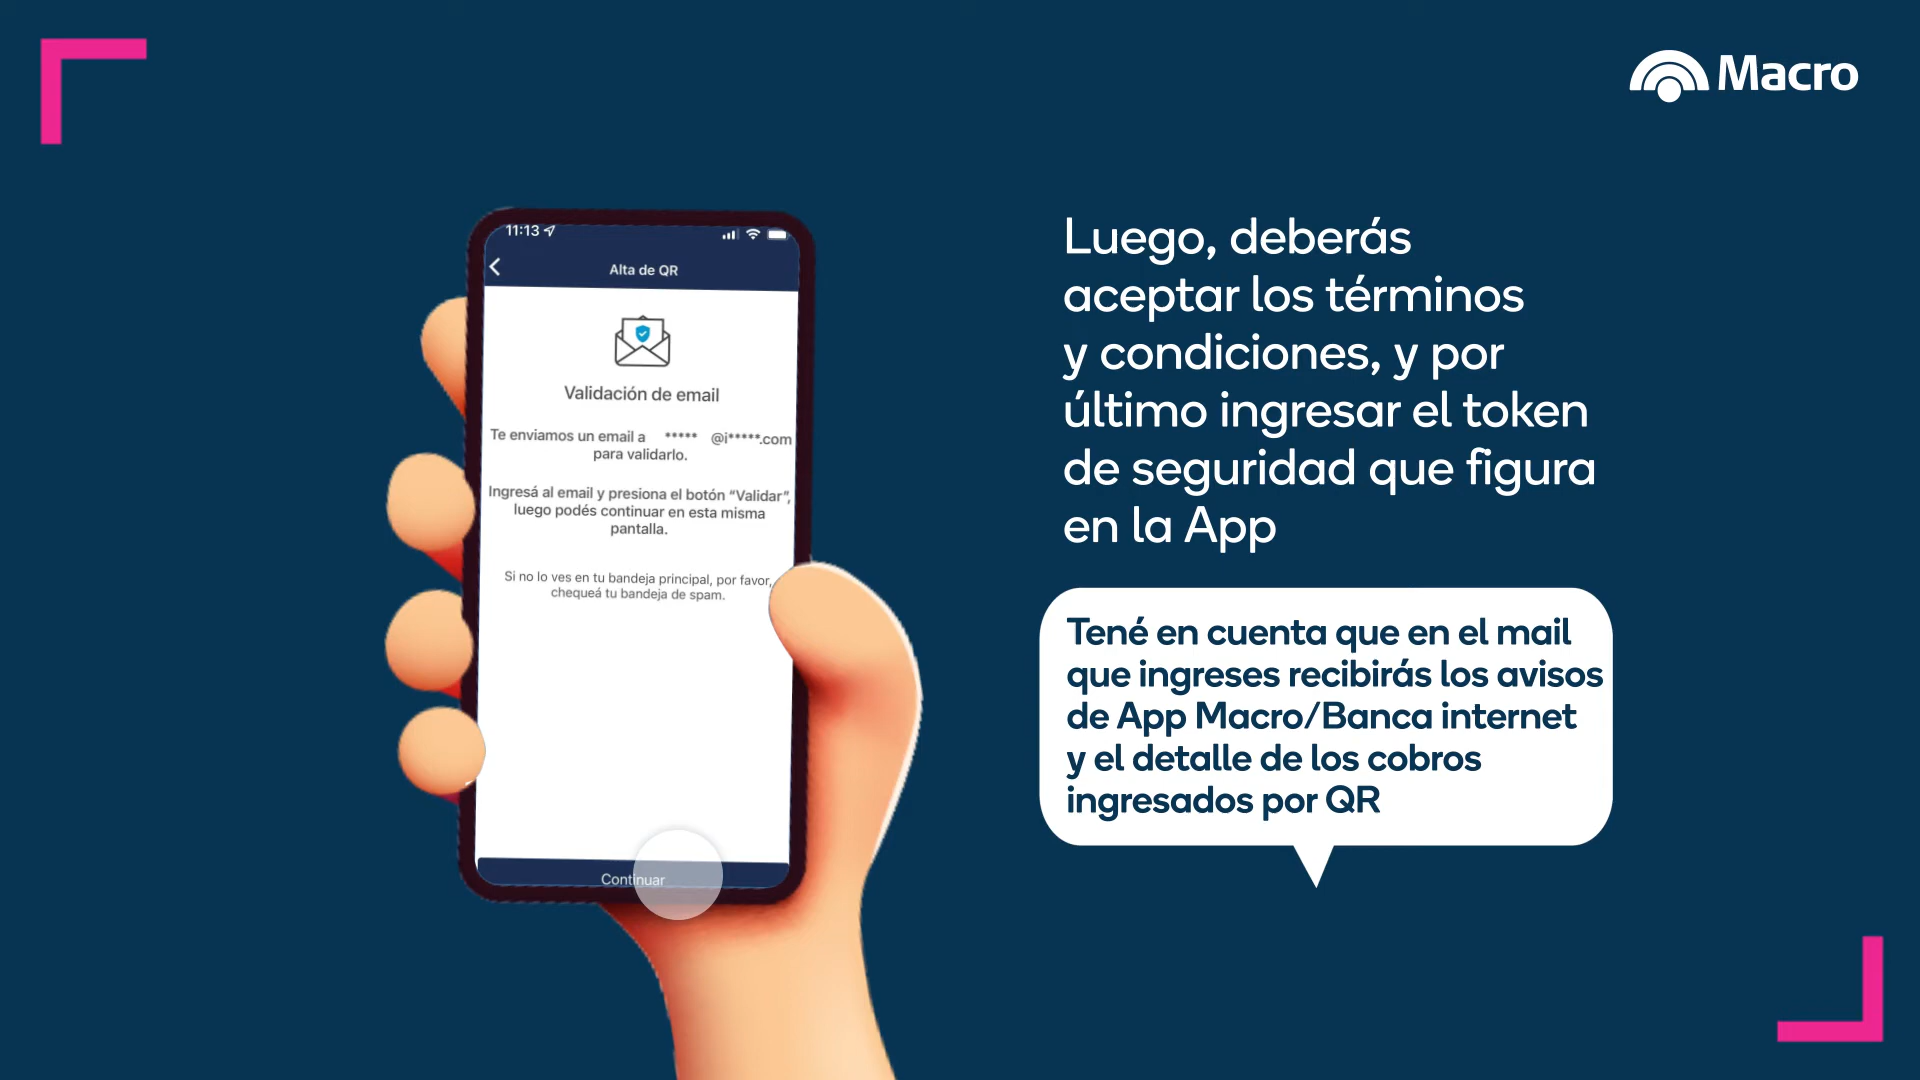 Macro
11:13
Alta de QR
Validación de email
Te enviamos un email a ***** @i*****.com
para validarlo.
Ingresá al email y presiona el botón “Validar”,
luego podés continuar en esta misma
pantalla.
Si no lo ves en tu bandeja principal, por favor,
chequeá tu bandeja de spam.
Continuar
Luego, deberás
aceptar los términos
y condiciones, y por
último ingresar el token
de seguridad que figura
en la App
Tené en cuenta que en el mail
que ingreses recibirás los avisos
de App Macro/Banca internet
y el detalle de los cobros
ingresados por QR